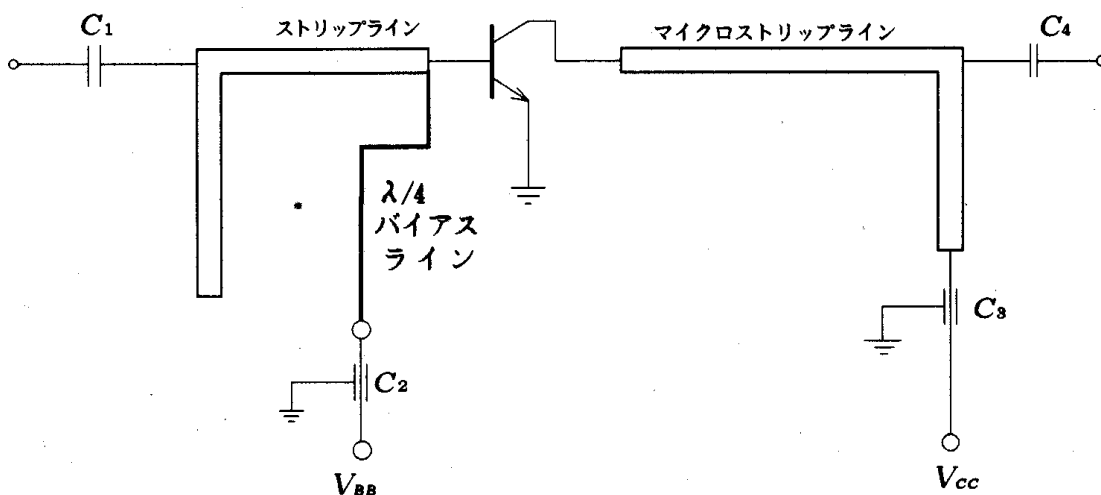 C1
ストリップライン
マイクロストリップライン
C4
λ/4
バイアス
ライン
C3
C2
VBB
VCC